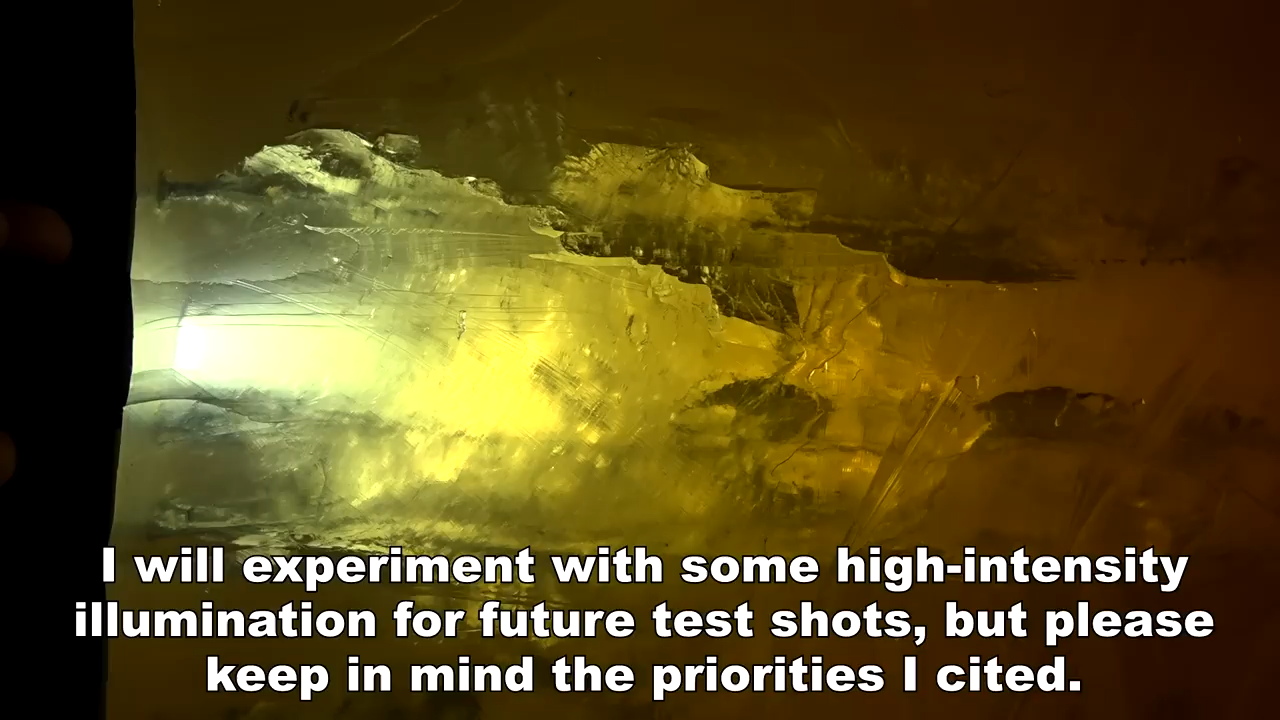 I will experiment with some high-intensity
illumination for future test shots, but please
keep in mind the priorities I cited.